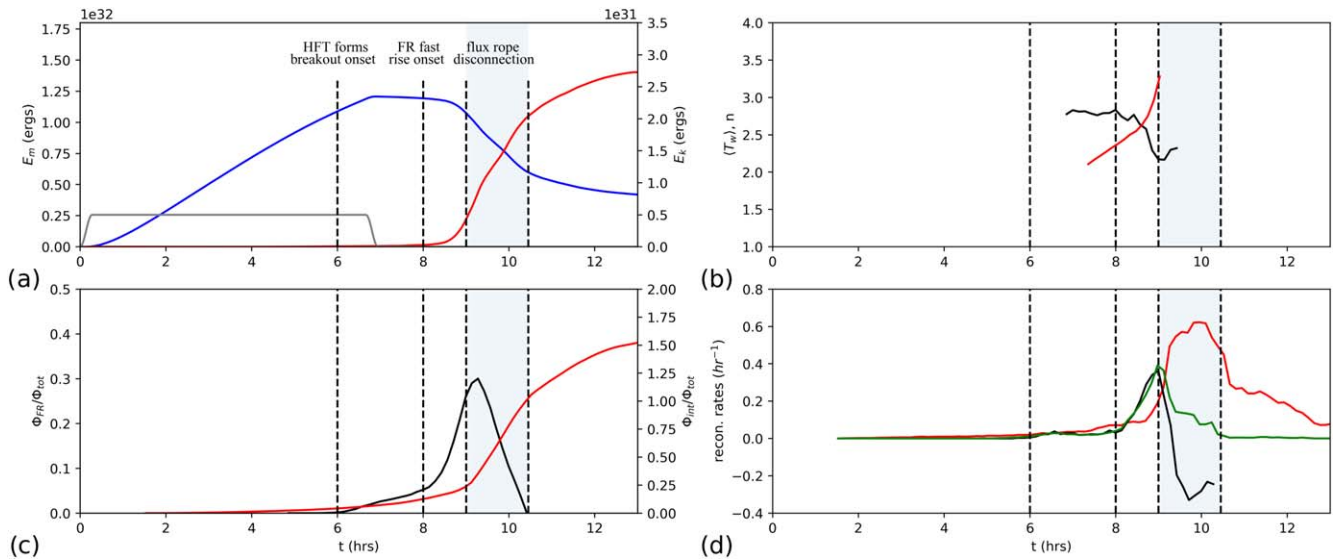 1e32
1e31
HFT forms
breakout onset
FR fast
rise onset
flux rope
disconnection
E_m (ergs)
1.75
1.50
1.25
1.00
0.75
0.50
0.25
0.00
3.5
3.0
2.5
2.0
1.5
1.0
0.5
0.0
E_k (ergs)
0 2 4 6 8 10 12
(a)
⟨T_w⟩, n
4.0
3.5
3.0
2.5
2.0
1.5
1.0
2 4 6 8 10 12
(b)
Φ_FR/Φ_tot
0.5
0.4
0.3
0.2
0.1
0.0
2.00
1.75
1.50
1.25
1.00
0.75
0.50
0.25
0.00
Φ_int/Φ_tot
0 2 4 6 8 10 12
t (hrs)
(c)
recon. rates (hr⁻¹)
0.8
0.6
0.4
0.2
0.0
−0.2
−0.4
2 4 6 8 10 12
t (hrs)
(d)